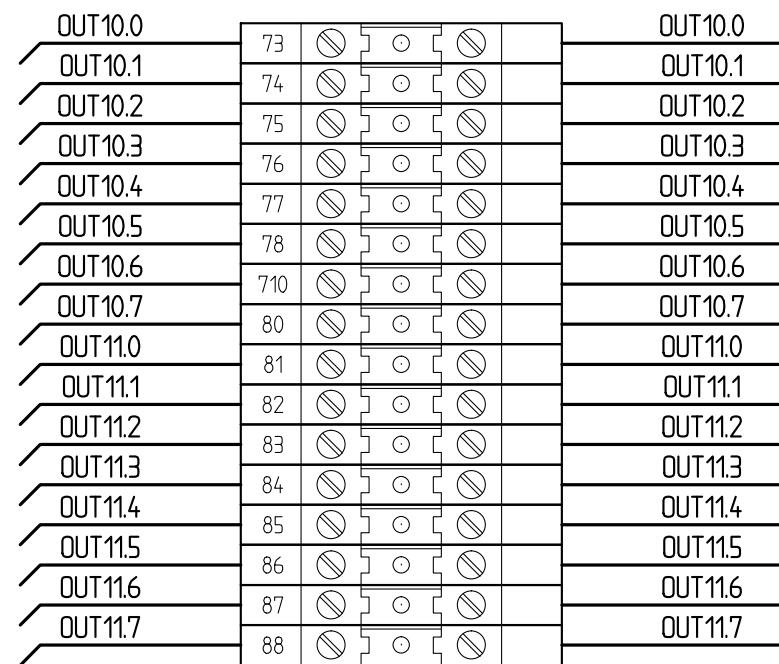 OUT10.0 73 OUT10.0
OUT10.1 74 OUT10.1
OUT10.2 75 OUT10.2
OUT10.3 76 OUT10.3
OUT10.4 77 OUT10.4
OUT10.5 78 OUT10.5
OUT10.6 710 OUT10.6
OUT10.7 80 OUT10.7
OUT11.0 81 OUT11.0
OUT11.1 82 OUT11.1
OUT11.2 83 OUT11.2
OUT11.3 84 OUT11.3
OUT11.4 85 OUT11.4
OUT11.5 86 OUT11.5
OUT11.6 87 OUT11.6
OUT11.7 88 OUT11.7